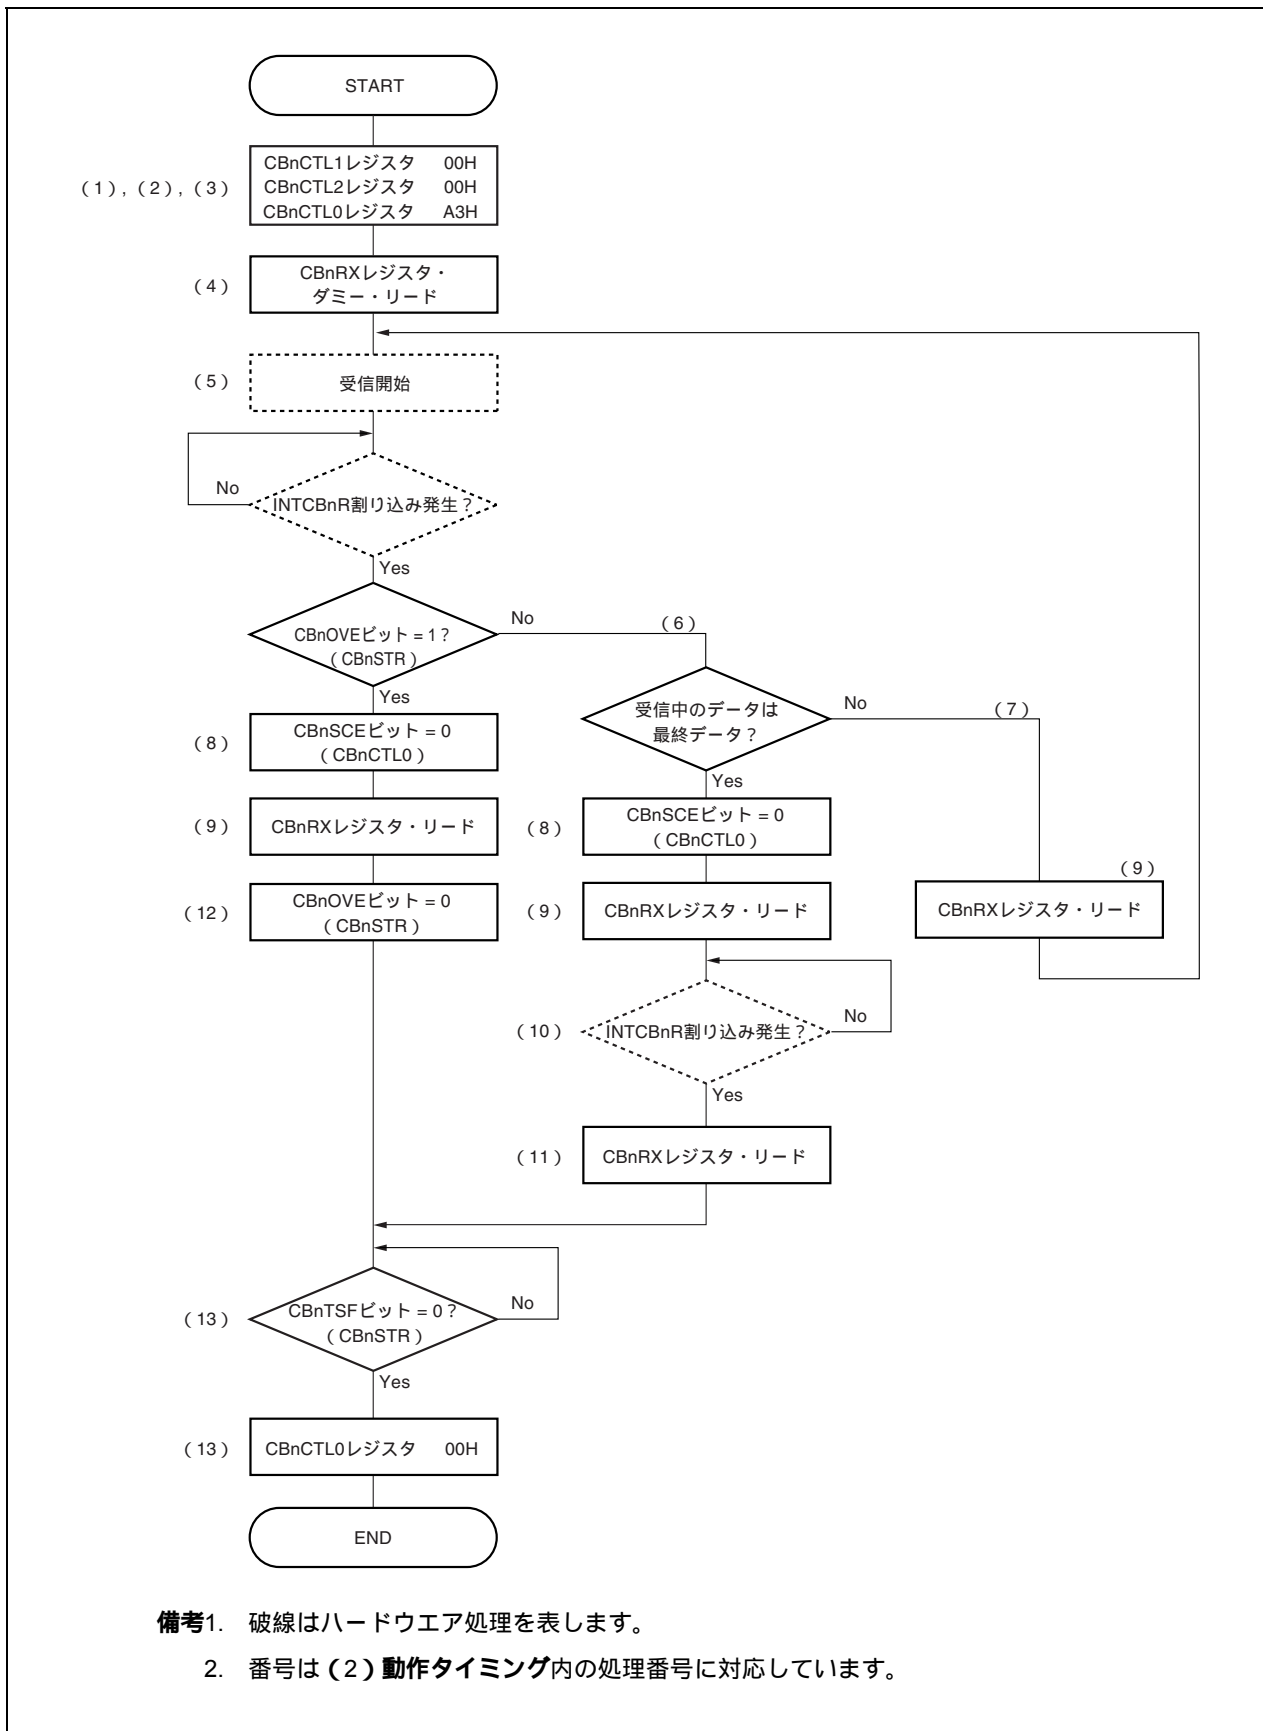 START
(1),(2),(3)
CBnCTL1レジスタ 00H
CBnCTL2レジスタ 00H
CBnCTL0レジスタ A3H
(4)
CBnRXレジスタ・
ダミー・リード
(5)
受信開始
No
INTCBnR割り込み発生？
Yes
CBnOVEビット = 1？
(CBnSTR)
No
(6)
Yes
受信中のデータは
最終データ？
No
(7)
Yes
(8)
CBnSCEビット = 0
(CBnCTL0)
(8)
CBnSCEビット = 0
(CBnCTL0)
(9)
CBnRXレジスタ・リード
(9)
CBnRXレジスタ・リード
(9)
CBnRXレジスタ・リード
(12)
CBnOVEビット = 0
(CBnSTR)
(10)
INTCBnR割り込み発生？
No
Yes
(11)
CBnRXレジスタ・リード
(13)
CBnTSFビット = 0？
(CBnSTR)
No
Yes
(13)
CBnCTL0レジスタ 00H
END
備考1. 破線はハードウエア処理を表します。
2. 番号は(2)動作タイミング内の処理番号に対応しています。